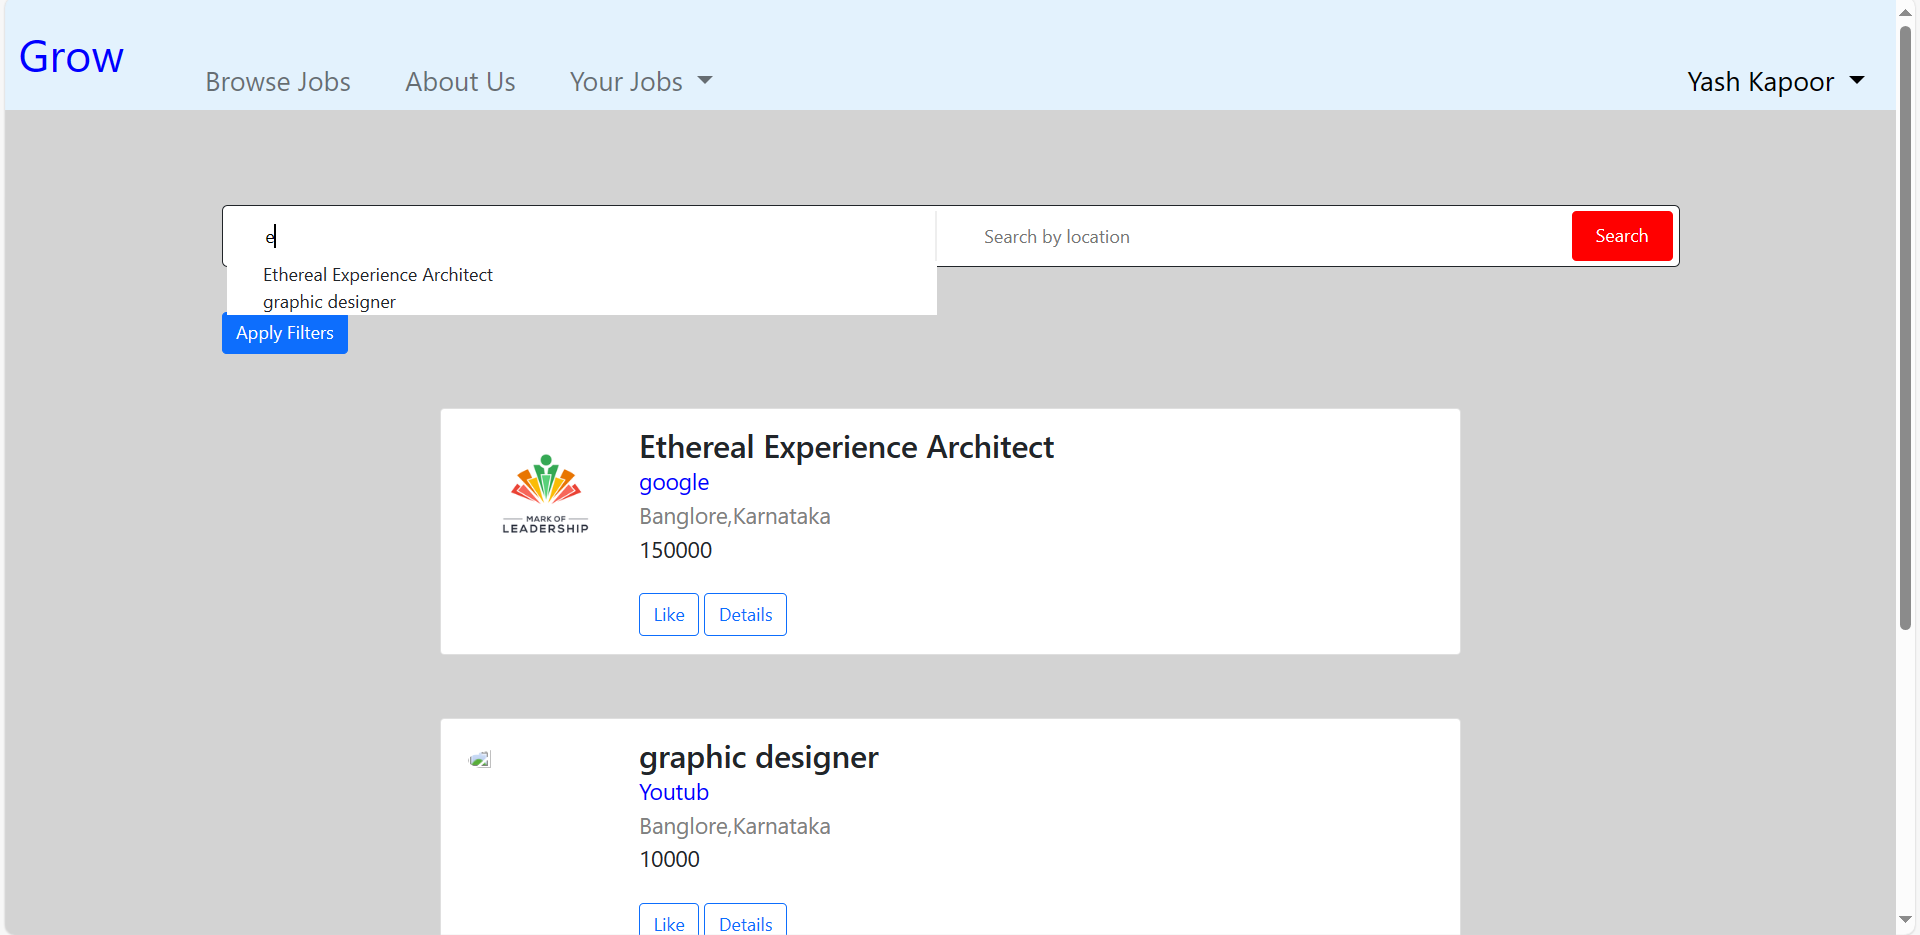 Grow
Browse Jobs
About Us
Your Jobs
Yash Kapoor
e
Search by location
Search
Ethereal Experience Architect
graphic designer
Apply Filters
Ethereal Experience Architect
google
Banglore,Karnataka
150000
MARK OF
LEADERSHIP
Like
Details
graphic designer
Youtub
Banglore,Karnataka
10000
Like
Details